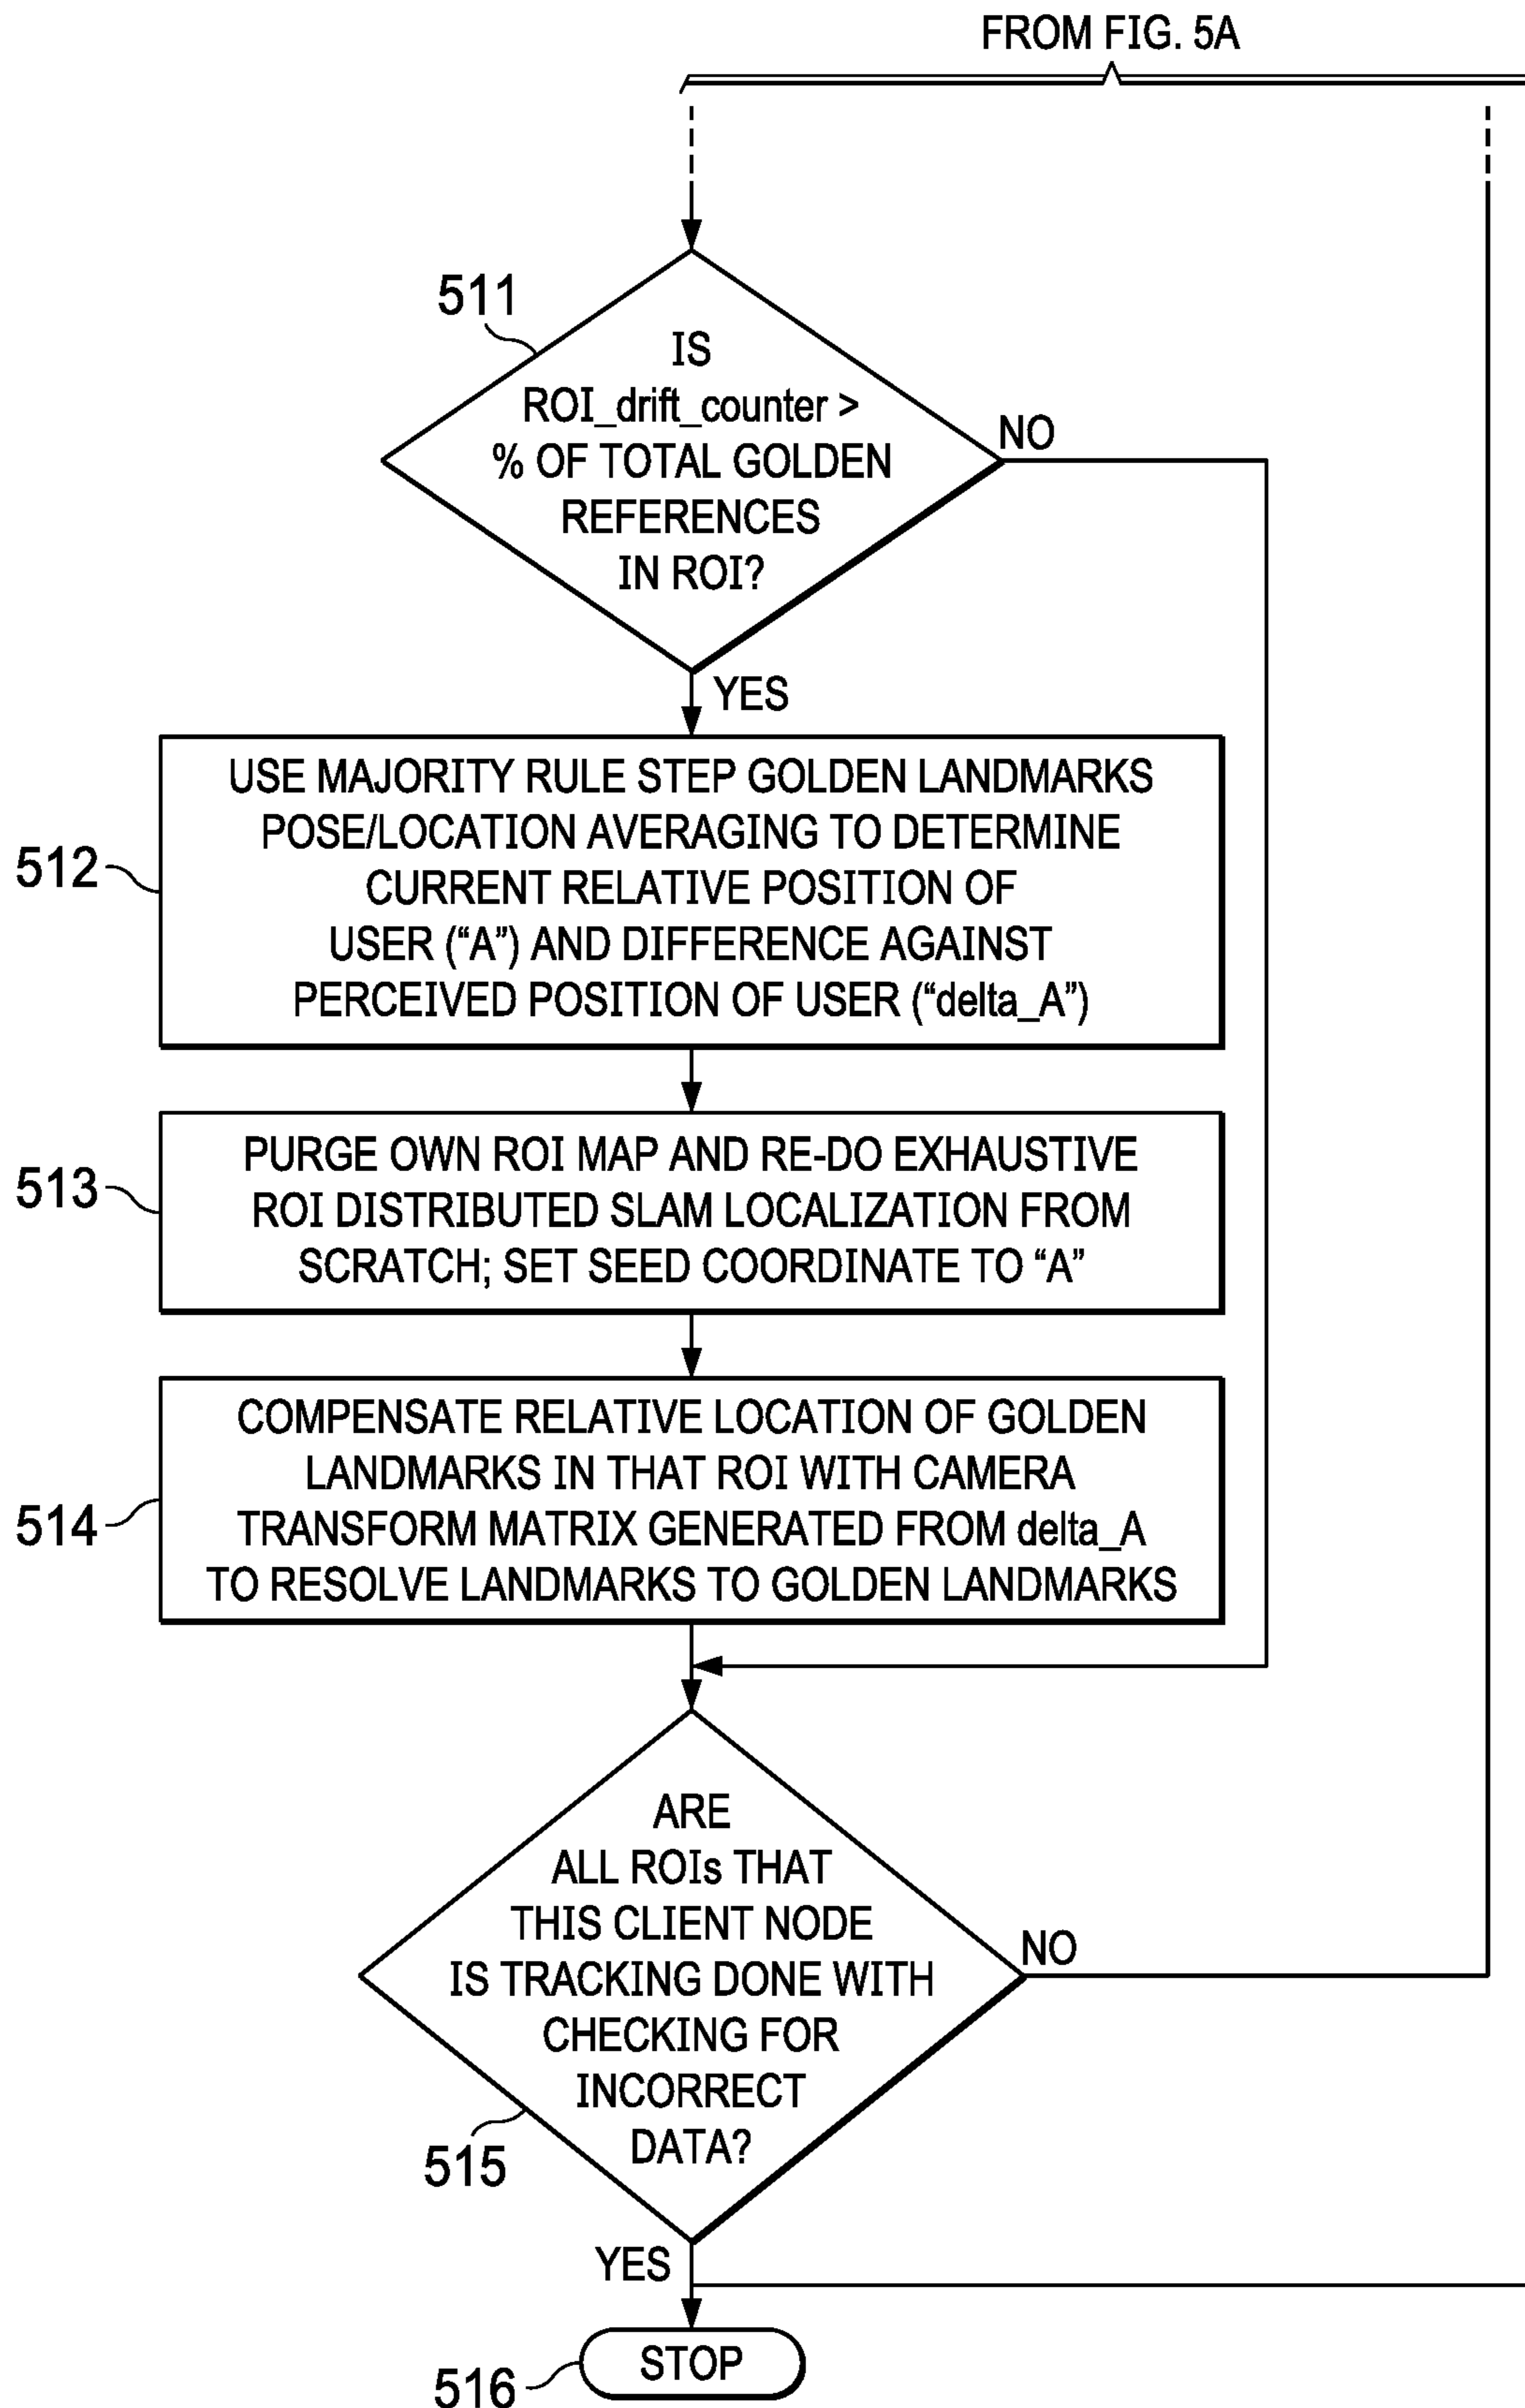 FROM FIG. 5A
511
IS
ROI_drift_counter >
% OF TOTAL GOLDEN
REFERENCES
IN ROI?
NO
YES
512
USE MAJORITY RULE STEP GOLDEN LANDMARKS
POSE/LOCATION AVERAGING TO DETERMINE
CURRENT RELATIVE POSITION OF
USER (“A”) AND DIFFERENCE AGAINST
PERCEIVED POSITION OF USER (“delta_A”)
513
PURGE OWN ROI MAP AND RE-DO EXHAUSTIVE
ROI DISTRIBUTED SLAM LOCALIZATION FROM
SCRATCH; SET SEED COORDINATE TO “A”
514
COMPENSATE RELATIVE LOCATION OF GOLDEN
LANDMARKS IN THAT ROI WITH CAMERA
TRANSFORM MATRIX GENERATED FROM delta_A
TO RESOLVE LANDMARKS TO GOLDEN LANDMARKS
ARE
ALL ROIs THAT
THIS CLIENT NODE
IS TRACKING DONE WITH
CHECKING FOR
INCORRECT
DATA?
NO
515
YES
STOP
516